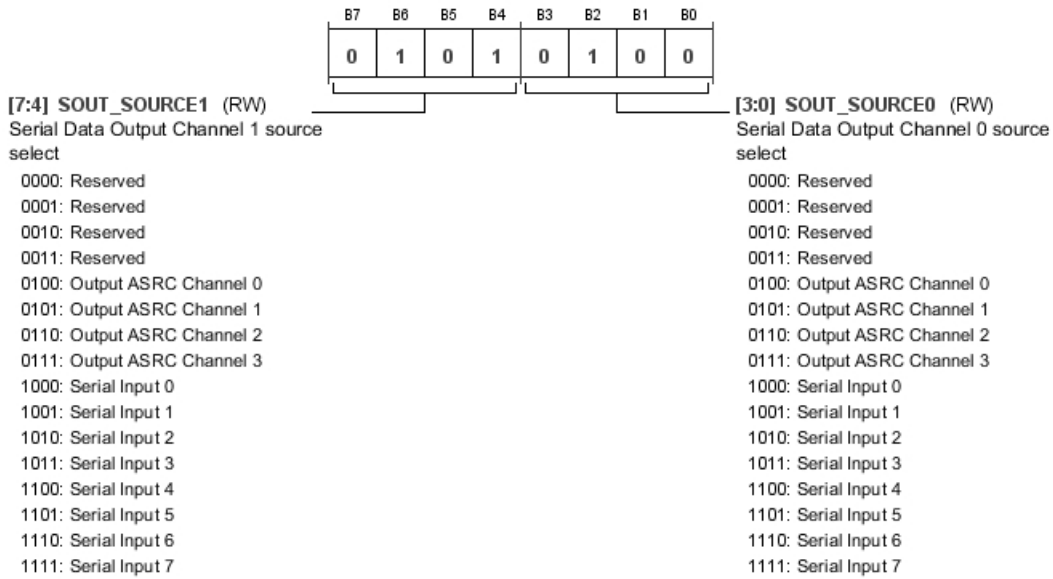 B7 B6 B5 B4 B3 B2 B1 B0
0 1 0 1 0 1 0 0
[7:4] SOUT_SOURCE1 (RW)
Serial Data Output Channel 1 source
select
0000: Reserved
0001: Reserved
0010: Reserved
0011: Reserved
0100: Output ASRC Channel 0
0101: Output ASRC Channel 1
0110: Output ASRC Channel 2
0111: Output ASRC Channel 3
1000: Serial Input 0
1001: Serial Input 1
1010: Serial Input 2
1011: Serial Input 3
1100: Serial Input 4
1101: Serial Input 5
1110: Serial Input 6
1111: Serial Input 7
[3:0] SOUT_SOURCE0 (RW)
Serial Data Output Channel 0 source
select
0000: Reserved
0001: Reserved
0010: Reserved
0011: Reserved
0100: Output ASRC Channel 0
0101: Output ASRC Channel 1
0110: Output ASRC Channel 2
0111: Output ASRC Channel 3
1000: Serial Input 0
1001: Serial Input 1
1010: Serial Input 2
1011: Serial Input 3
1100: Serial Input 4
1101: Serial Input 5
1110: Serial Input 6
1111: Serial Input 7